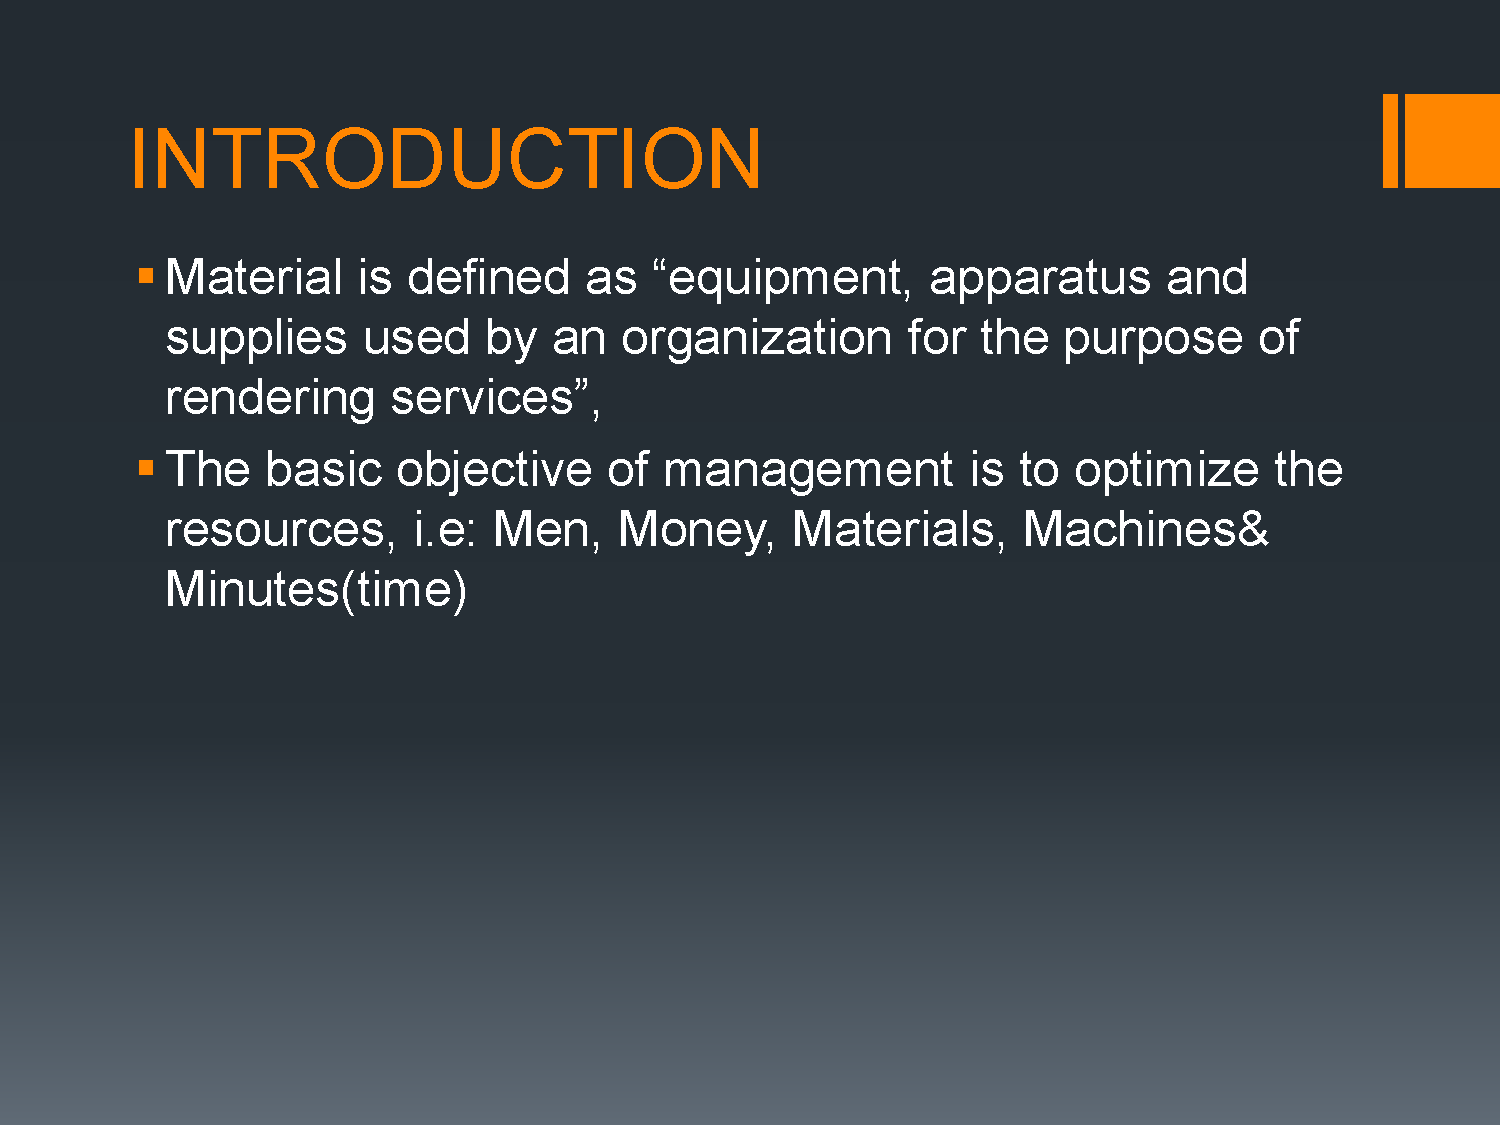 INTRODUCTION
▪ Material is defined as “equipment, apparatus and
supplies used by an organization for the purpose of
rendering services”,
▪ The basic objective of management is to optimize the
resources, i.e: Men, Money, Materials, Machines&
Minutes(time)